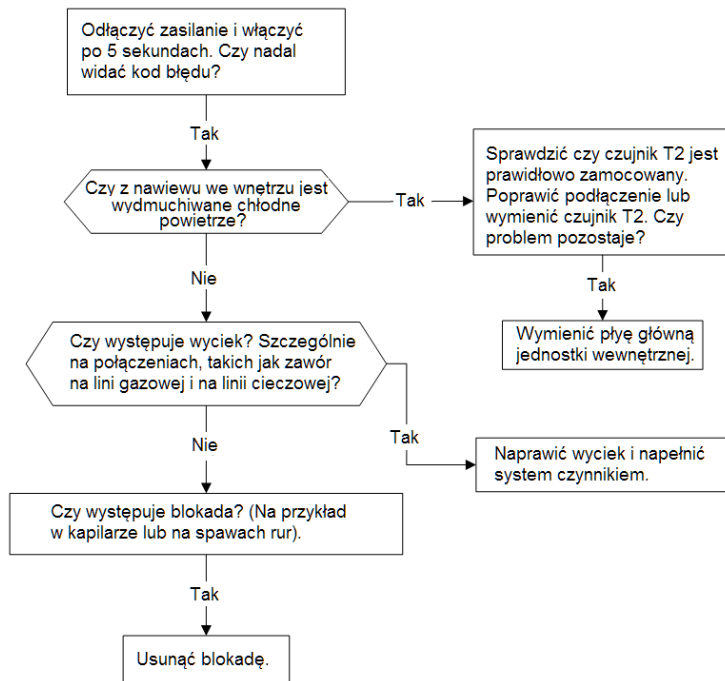 Odłączyć zasilanie i włączyć
po 5 sekundach. Czy nadal
widać kod błędu?
Tak
Czy z nawiewu we wnętrzu jest
wydmuchiwane chłodne
powietrze?
Tak
Sprawdzić czy czujnik T2 jest
prawidłowo zamocowany.
Poprawić podłączenie lub
wymienić czujnik T2. Czy
problem pozostaje?
Tak
Wymienić płyę główną
jednostki wewnętrznej.
Nie
Czy występuje wyciek? Szczególnie
na połączeniach, takich jak zawór
na lini gazowej i na linii cieczowej?
Tak
Naprawić wyciek i napełnić
system czynnikiem.
Nie
Czy występuje blokada? (Na przykład
w kapilarze lub na spawach rur).
Tak
Usunąć blokadę.